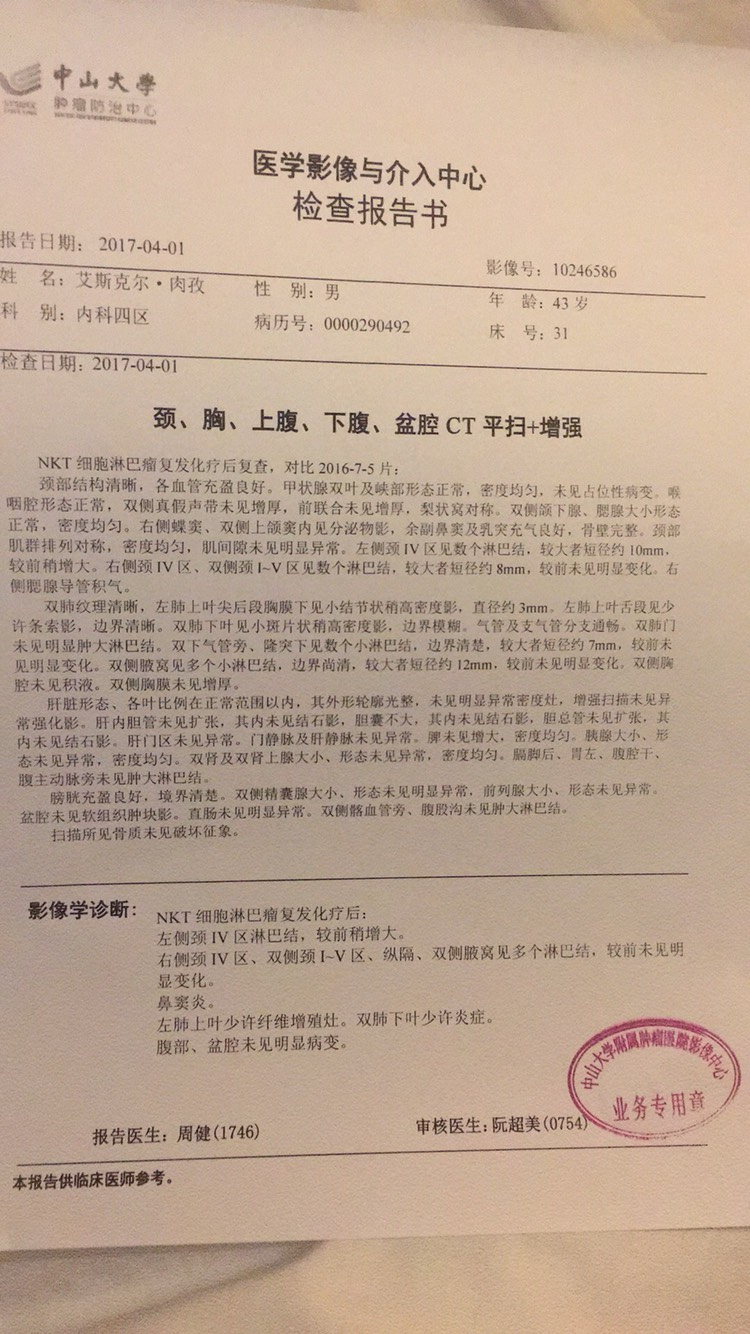 中山大学
肿瘤防治中心
医学影像与介入中心
检查报告书
报告日期： 2017-04-01
影像号：10246586
姓 名：艾斯克尔·肉孜 性 别：男 年 龄：43 岁
科 别：内科四区 病历号：0000290492 床 号：31
检查日期：2017-04-01
颈、胸、上腹、下腹、盆腔 CT 平扫+增强
NKT 细胞淋巴瘤复发化疗后复查，对比 2016-7-5 片：
颈部结构清晰，各血管充盈良好。甲状腺双叶及峡部形态正常，密度均匀，未见占位性病变。喉
咽腔形态正常，双侧真假声带未见增厚，前联合未见增厚，梨状窝对称。双侧颌下腺、腮腺大小形态
正常，密度均匀。右侧蝶窦、双侧上颌窦内见分泌物影，余副鼻窦及乳突充气良好，骨壁完整。颈部
肌群排列对称，密度均匀，肌间隙未见明显异常。左侧颈 IV 区见数个淋巴结，较大者短径约 10mm，
较前稍增大。右侧颈 IV 区、双侧颈 I~V 区见数个淋巴结，较大者短径约 8mm，较前未见明显变化。右
侧腮腺导管积气。
双肺纹理清晰，左肺上叶尖后段胸膜下见小结节状稍高密度影，直径约 3mm。左肺上叶舌段见少
许条索影，边界清晰。双肺下叶见小斑片状稍高密度影，边界模糊。气管及支气管分支通畅。双肺门
未见明显肿大淋巴结。双下气管旁、隆突下见数个小淋巴结，边界清楚，较大者短径约 7mm，较前未
见明显变化。双侧腋窝见多个小淋巴结，边界尚清，较大者短径约 12mm，较前未见明显变化。双侧胸
腔未见积液。双侧胸膜未见增厚。
肝脏形态、各叶比例在正常范围以内，其外形轮廓光整，未见明显异常密度灶，增强扫描未见异
常强化影。肝内胆管未见扩张，其内未见结石影，胆囊不大，其内未见结石影，胆总管未见扩张，其
内未见结石影。肝门区未见异常。门静脉及肝静脉未见异常。脾未见增大，密度均匀。胰腺大小、形
态未见异常，密度均匀。双肾及双肾上腺大小、形态未见异常，密度均匀。膈脚后、胃左、腹腔干、
腹主动脉旁未见肿大淋巴结。
膀胱充盈良好，境界清楚。双侧精囊腺大小、形态未见明显异常，前列腺大小、形态未见异常。
盆腔未见软组织肿块影。直肠未见明显异常。双侧髂血管旁、腹股沟未见肿大淋巴结。
扫描所见骨质未见破坏征象。
影像学诊断： NKT 细胞淋巴瘤复发化疗后：
左侧颈 IV 区淋巴结，较前稍增大。
右侧颈 IV 区、双侧颈 I~V 区、纵隔、双侧腋窝见多个淋巴结，较前未见明
显变化。
鼻窦炎。
左肺上叶少许纤维增殖灶。双肺下叶少许炎症。
腹部、盆腔未见明显病变。
中山大学附属肿瘤医院影像中心
业务专用章
报告医生：周健(1746) 审核医生：阮超美(0754)
本报告供临床医师参考。